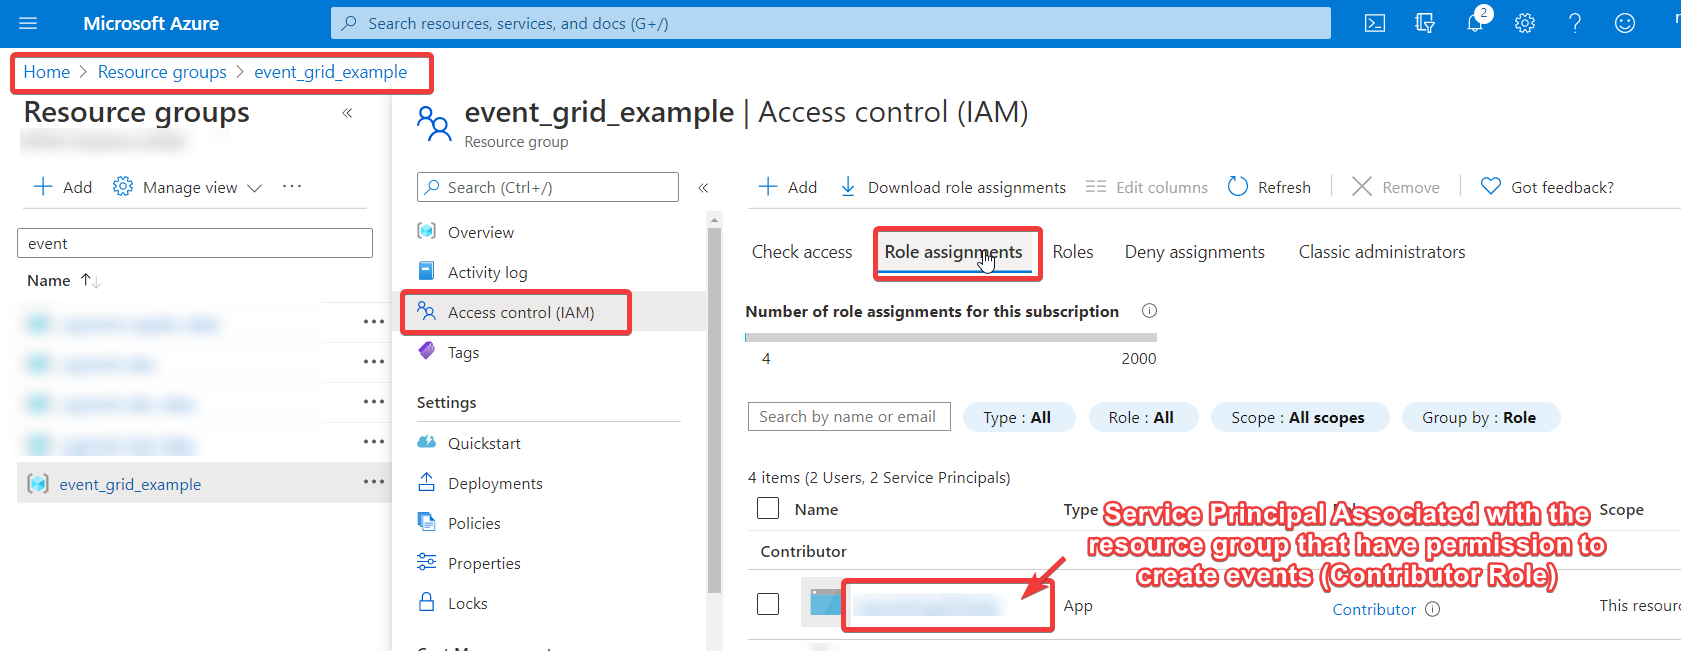 Microsoft Azure
Search resources, services, and docs (G+/)
2
Home > Resource groups > event_grid_example
Resource groups
«
Add
Manage view
...
event
Name ↑↓
event_grid_example
event_grid_example | Access control (IAM)
Resource group
Search (Ctrl+/)
«
Overview
Activity log
Access control (IAM)
Tags
Settings
Quickstart
Deployments
Policies
Properties
Locks
Add
Download role assignments
Edit columns
Refresh
Remove
Got feedback?
Check access
Role assignments
Roles
Deny assignments
Classic administrators
Number of role assignments for this subscription
4
2000
Search by name or email
Type : All
Role : All
Scope : All scopes
Group by : Role
4 items (2 Users, 2 Service Principals)
Name
Type
Scope
Service Principal Associated with the
resource group that have permission to
create events (Contributor Role)
Contributor
App
Contributor
This resour